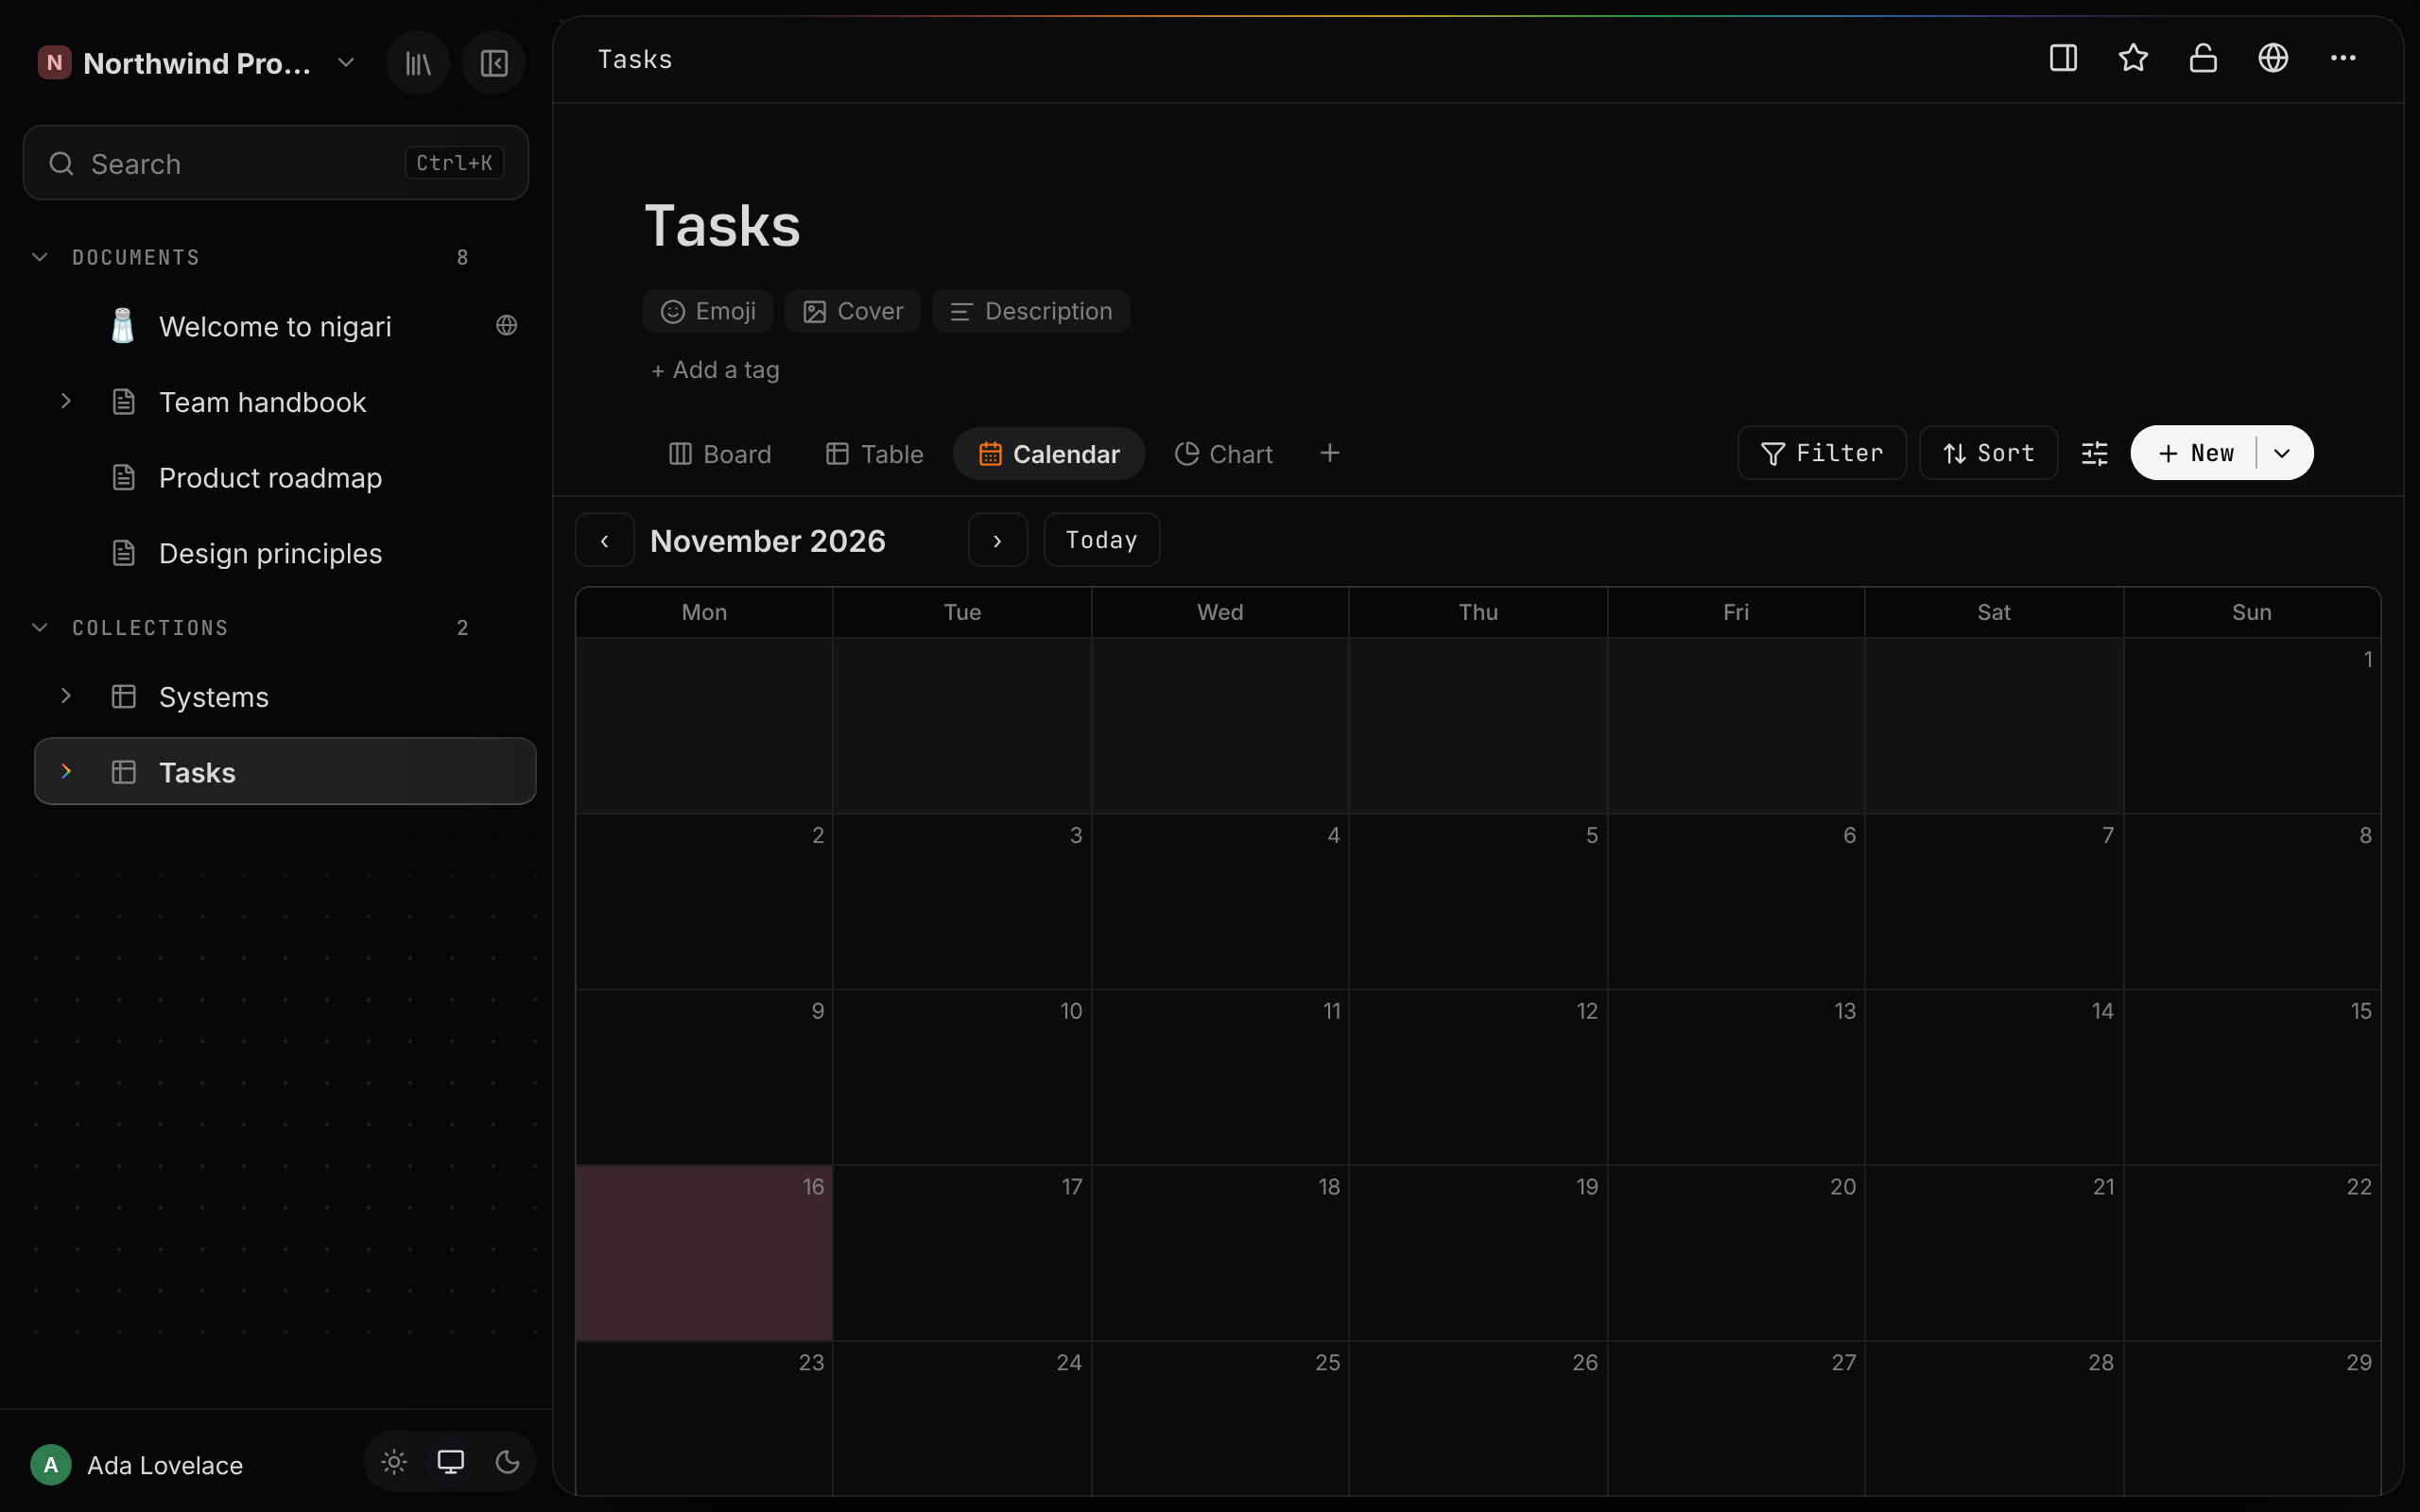 N Northwind Pro...
Search Ctrl+K
DOCUMENTS 8
Welcome to nigari
Team handbook
Product roadmap
Design principles
COLLECTIONS 2
Systems
Tasks
A Ada Lovelace
Tasks
Tasks
Emoji Cover Description
+ Add a tag
Board Table Calendar Chart +
Filter Sort + New
‹ November 2026 › Today
Mon Tue Wed Thu Fri Sat Sun
1
2 3 4 5 6 7 8
9 10 11 12 13 14 15
16 17 18 19 20 21 22
23 24 25 26 27 28 29